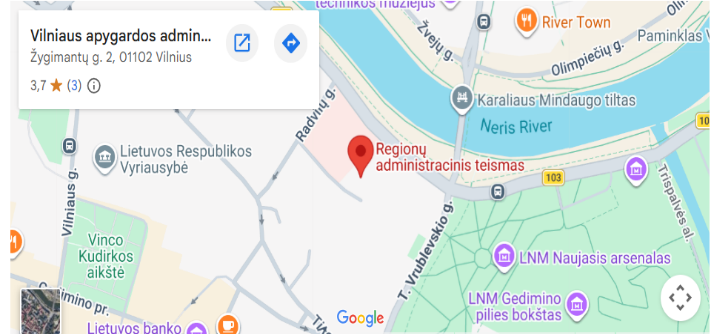 Vilniaus apygardos admin...
Žygimantų g. 2, 01102 Vilnius
3,7 ★ (3)
technikos muziejus
River Town
Žvejų g.
Olimpiečių g.
Paminklas V
Karaliaus Mindaugo tiltas
Neris River
Radvilų g.
Regionų
administracinis teismas
Lietuvos Respublikos
Vyriausybė
103
10
Vilniaus g.
Trispalvės al.
Vinco
Kudirkos
aikštė
T. Vrublevskio g.
LNM Naujasis arsenalas
LNM Gedimino
pilies bokštas
Gedimino pr.
Lietuvos banko
Google